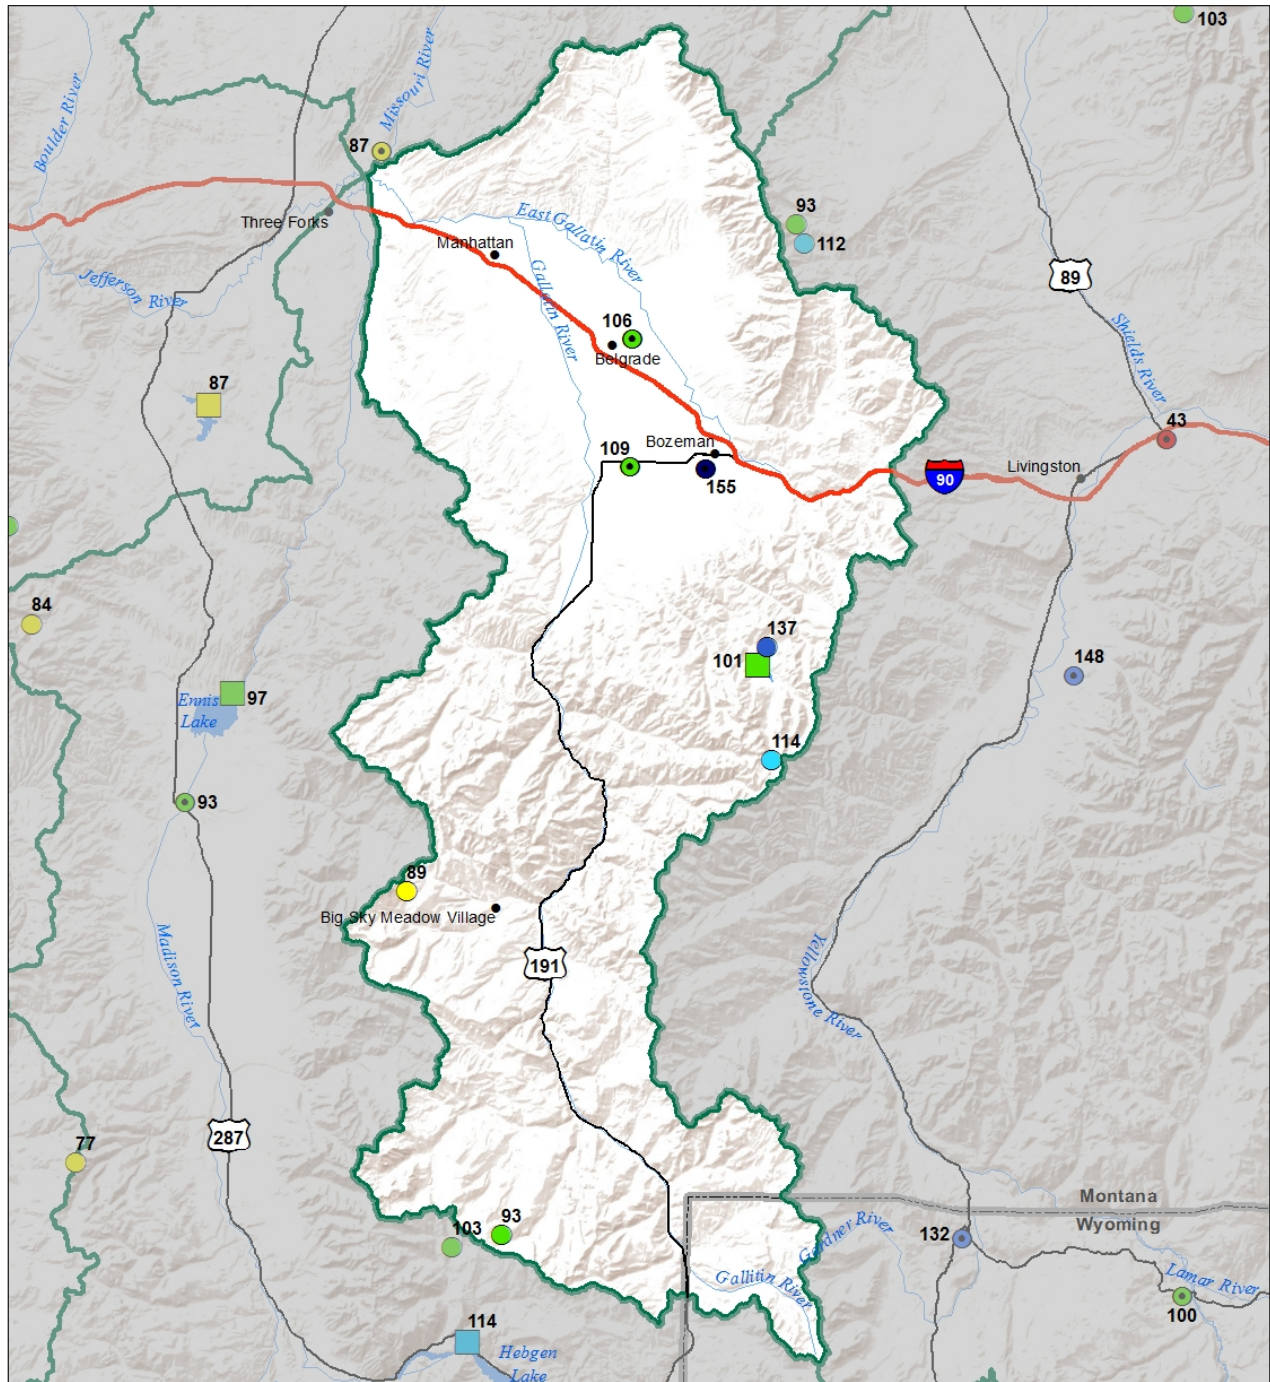 103
Missouri River
Boulder River
87
93
112
East Gallatin River
Three Forks
Manhattan
Gallatin River
89
Jefferson River
106
Belgrade
Shields River
87
43
Bozeman
109
155
Livingston
90
84
137
101
148
97
Ennis
Lake
114
93
89
Big Sky Meadow Village
Madison River
191
Yellowstone River
287
77
Montana
Wyoming
103
93
Gardner River
132
Gallitin River
Lamar River
100
114
Hebgen
Lake